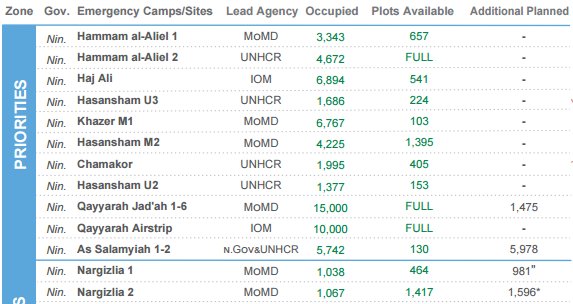 Zone Gov. Emergency Camps/Sites Lead Agency Occupied Plots Available Additional Planned
PRIORITIES
Nin. Hammam al-Aliel 1 MoMD 3,343 657 -
Nin. Hammam al-Aliel 2 UNHCR 4,672 FULL -
Nin. Haj Ali IOM 6,894 541 -
Nin. Hasansham U3 UNHCR 1,686 224 -
Nin. Khazer M1 MoMD 6,767 103 -
Nin. Hasansham M2 MoMD 4,225 1,395 -
Nin. Chamakor UNHCR 1,995 405 -
Nin. Hasansham U2 UNHCR 1,377 153 -
Nin. Qayyarah Jad'ah 1-6 MoMD 15,000 FULL 1,475
Nin. Qayyarah Airstrip IOM 10,000 FULL -
Nin. As Salamyiah 1-2 N.Gov&UNHCR 5,742 130 5,978
Nin. Nargizlia 1 MoMD 1,038 464 981"
Nin. Nargizlia 2 MoMD 1,067 1,417 1,596*